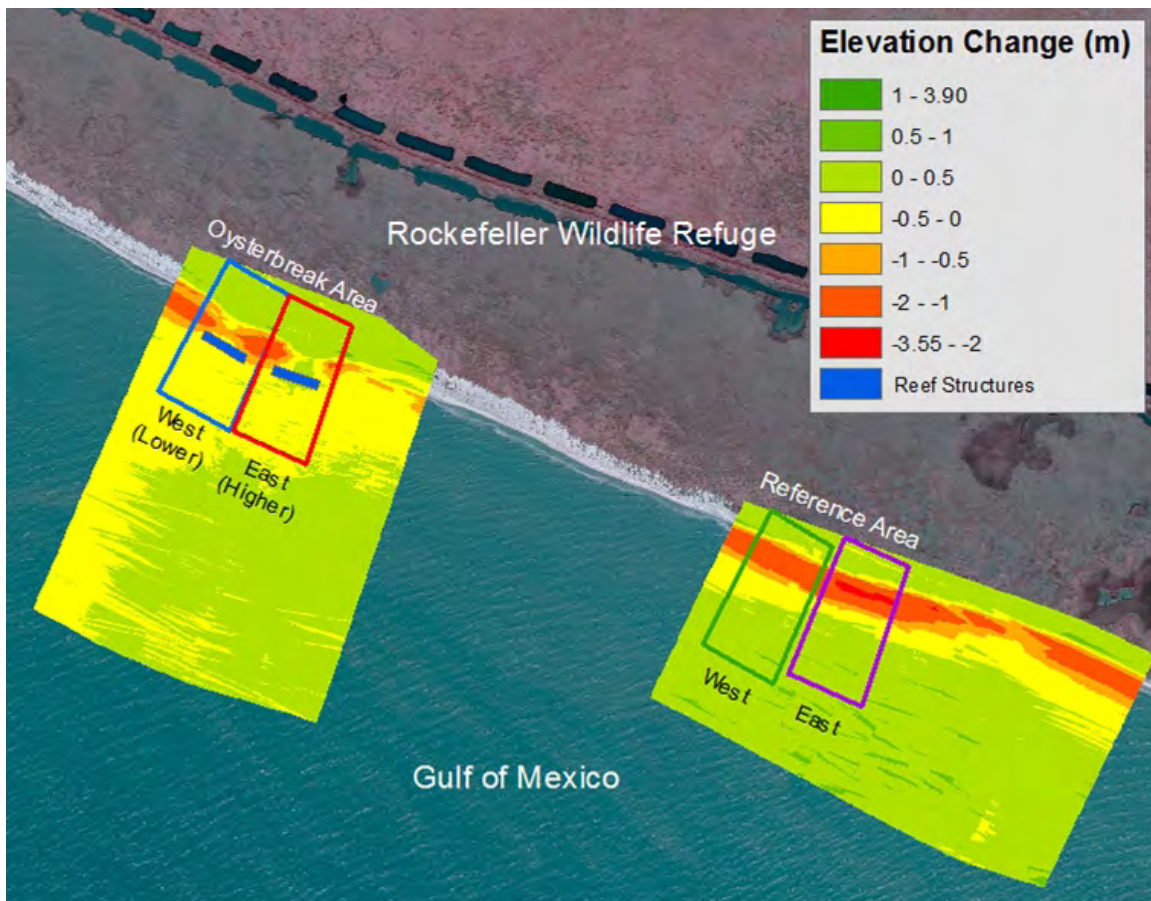 Elevation Change (m)
1 - 3.90
0.5 - 1
0 - 0.5
-0.5 - 0
-1 - -0.5
-2 - -1
-3.55 - -2
Reef Structures
Rockefeller Wildlife Refuge
Oysterbreak Area
West
(Lower)
East
(Higher)
Reference Area
West
East
Gulf of Mexico